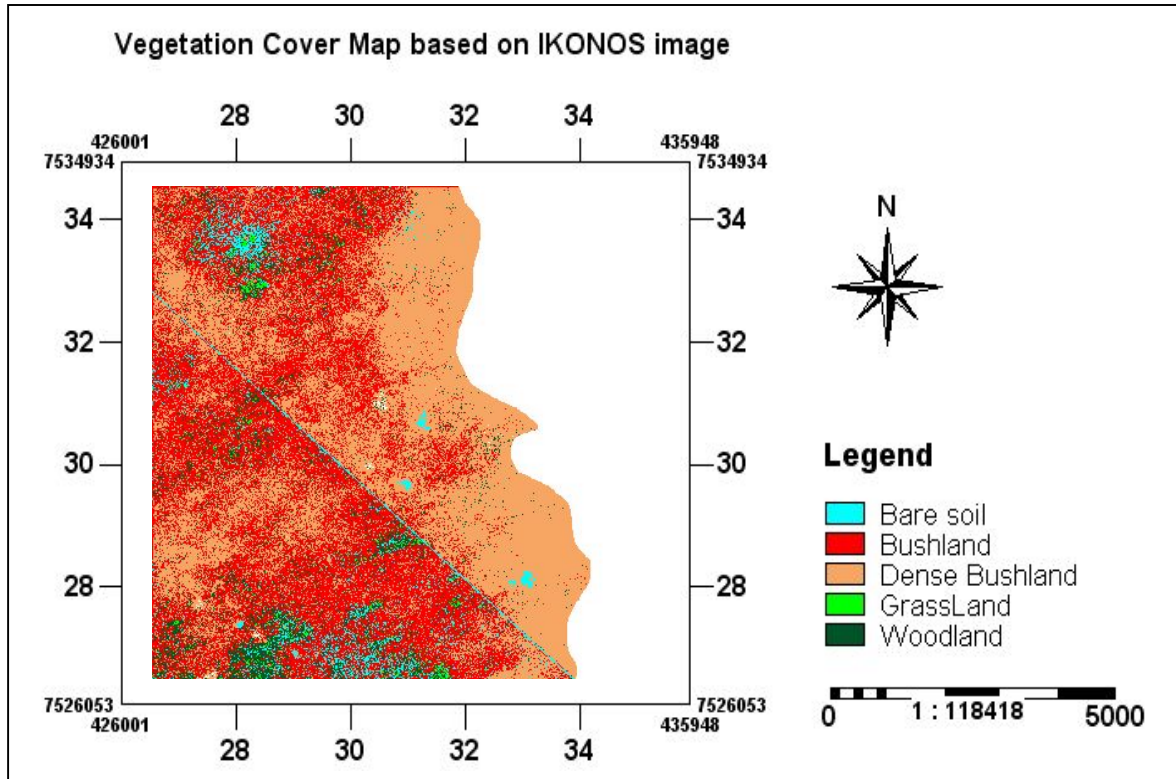 Vegetation Cover Map based on IKONOS image
28 30 32 34
426001 435948
7534934 7534934
N
34 34
32 32
30 30
Legend
Bare soil
Bushland
Dense Bushland
28 28
GrassLand
Woodland
7526053 7526053
1 : 118418
0 5000
426001 435948
28 30 32 34